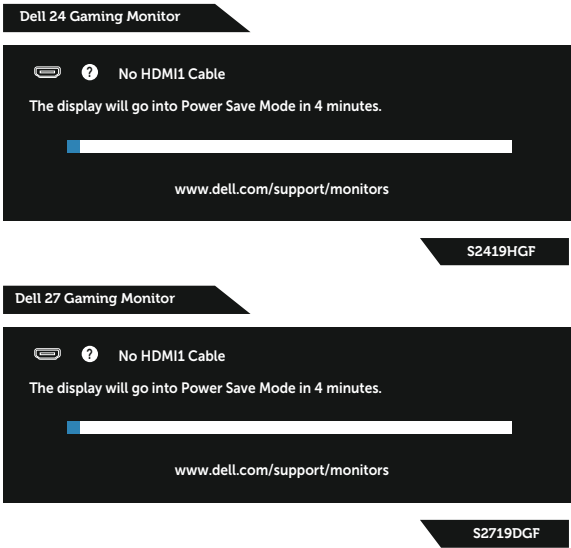 Dell 24 Gaming Monitor
? No HDMI1 Cable
The display will go into Power Save Mode in 4 minutes.
www.dell.com/support/monitors
S2419HGF
Dell 27 Gaming Monitor
? No HDMI1 Cable
The display will go into Power Save Mode in 4 minutes.
www.dell.com/support/monitors
S2719DGF